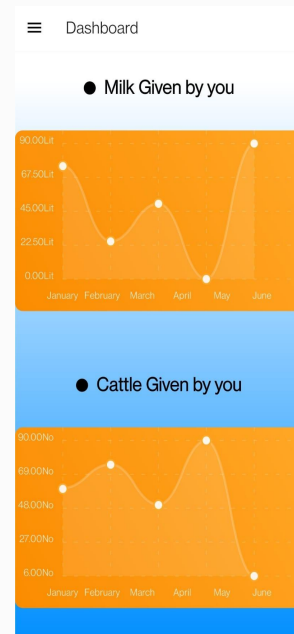 Dashboard
Milk Given by you
90.00Lit
67.50Lit
45.00Lit
22.50Lit
0.00Lit
January February March April May June
Cattle Given by you
90.00No
69.00No
48.00No
27.00No
6.00No
January February March April May June